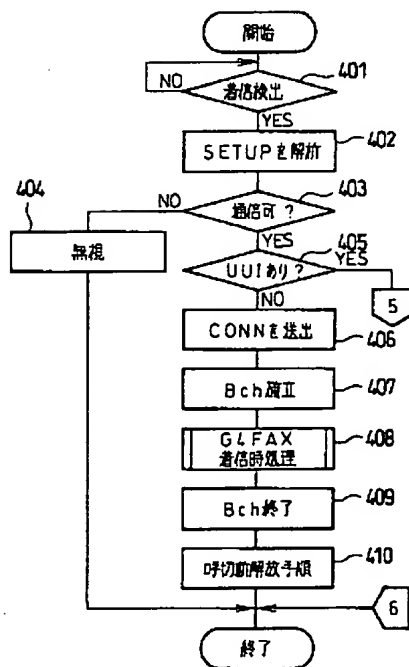 開始
401
NO
着信検出
YES
SETUPを解析
402
404
NO
403
通信可?
無視
YES
405
UUIあり?
YES
5
NO
CONNを送出
406
Bch確立
407
G4FAX
着信時処理
408
Bch終了
409
呼切断解放手順
410
6
終了